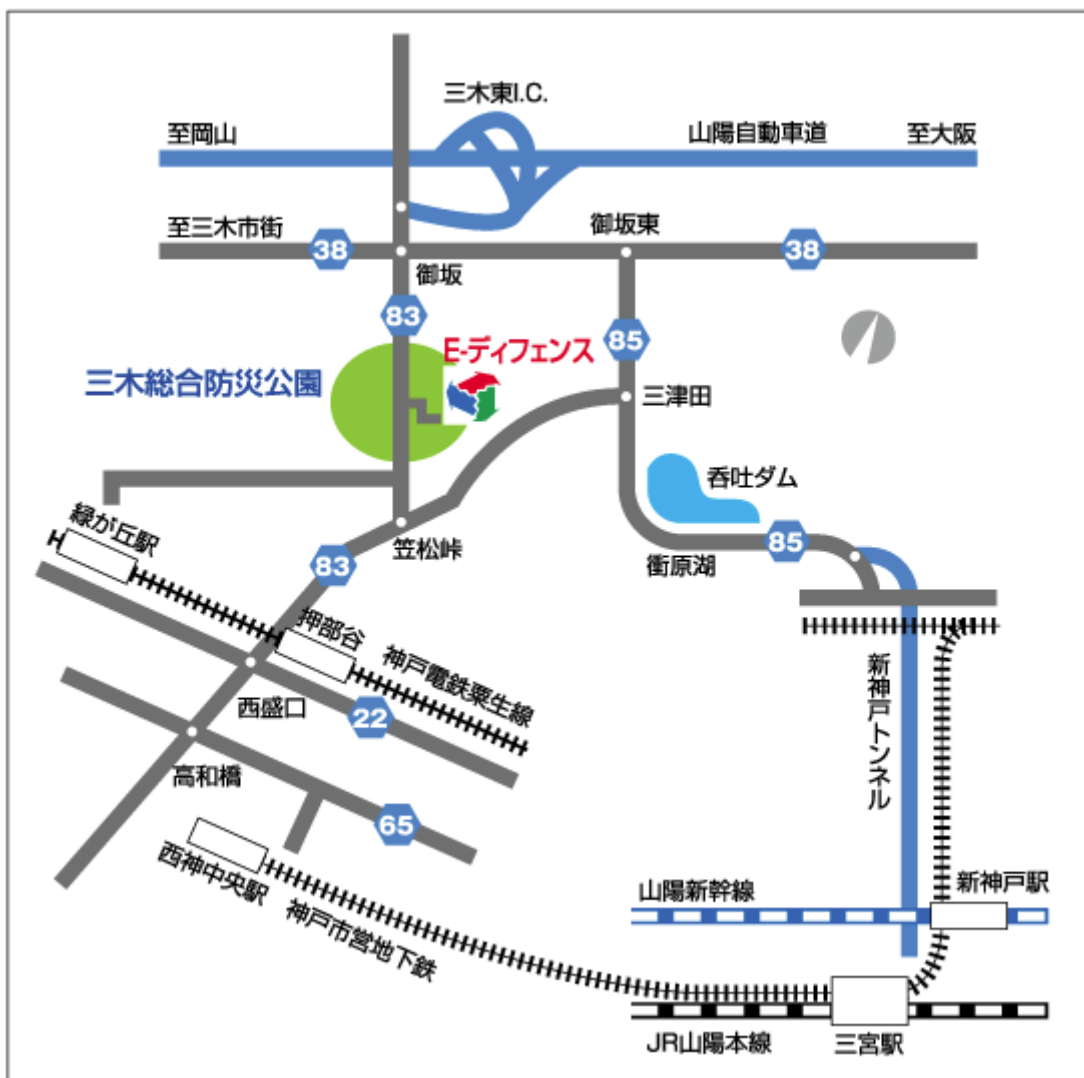 三木東I.C.
至岡山
山陽自動車道
至大阪
至三木市街
御坂東
38
38
御坂
83
85
E-ディフェンス
三木総合防災公園
三津田
呑吐ダム
緑が丘駅
笠松峠
85
衝原湖
83
押部谷
神戸電鉄粟生線
西盛口
22
新神戸トンネル
高和橋
65
西神中央駅
神戸市営地下鉄
山陽新幹線
新神戸駅
JR山陽本線
三宮駅